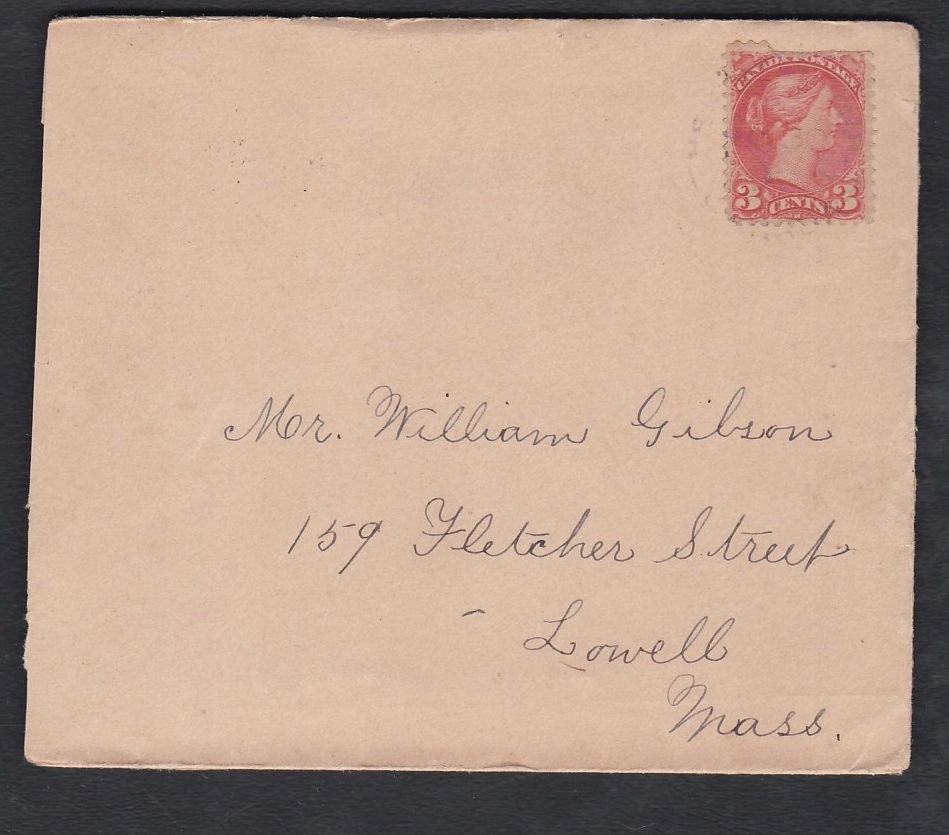 CANADA POSTAGE
3 CENTS 3
Mr. William Gibson
159 Fletcher Street
Lowell
Mass.